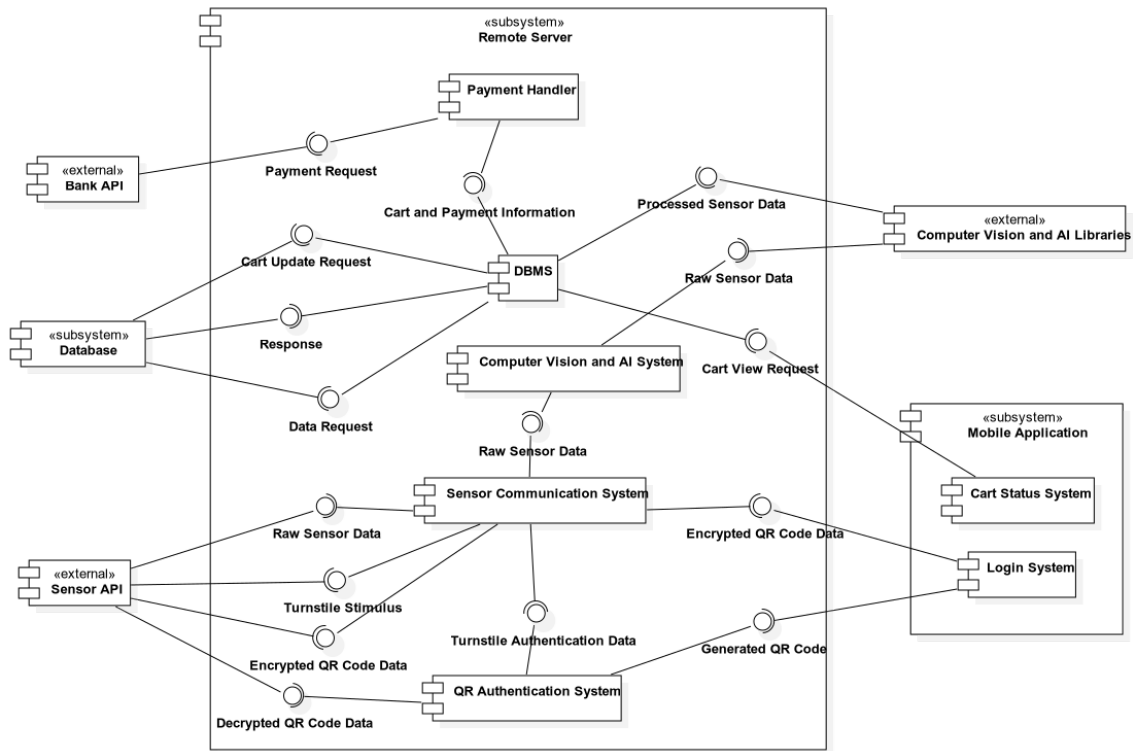 «subsystem»
Remote Server
Payment Handler
Payment Request
«external»
Bank API
Cart and Payment Information
Processed Sensor Data
«external»
Computer Vision and AI Libraries
Cart Update Request
DBMS
Raw Sensor Data
«subsystem»
Database
Response
Computer Vision and AI System
Cart View Request
Data Request
«subsystem»
Mobile Application
Raw Sensor Data
Sensor Communication System
Cart Status System
Raw Sensor Data
Encrypted QR Code Data
«external»
Sensor API
Login System
Turnstile Stimulus
Turnstile Authentication Data
Generated QR Code
Encrypted QR Code Data
QR Authentication System
Decrypted QR Code Data